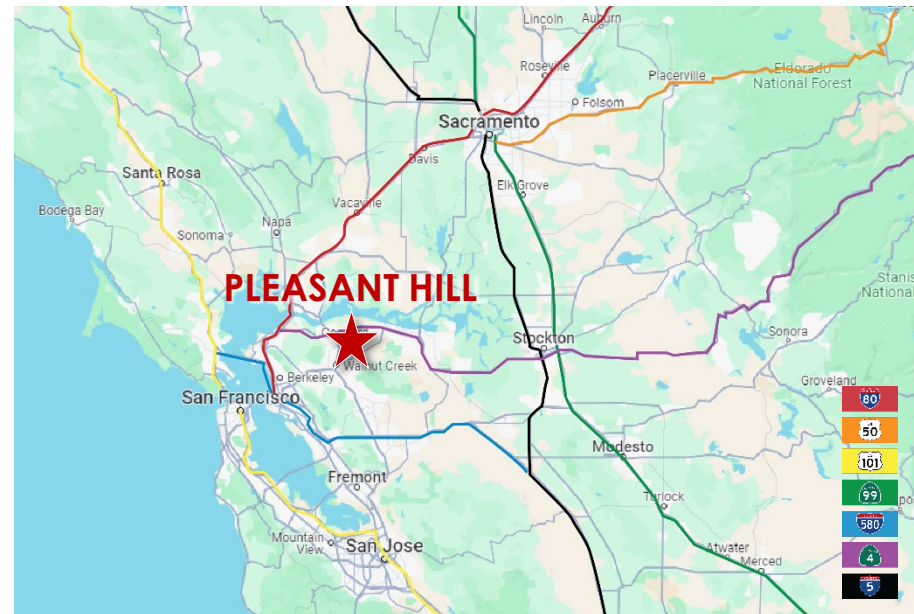 Lincoln
Auburn
Roseville
Placerville
Eldorado
National Forest
Folsom
Sacramento
Davis
Santa Rosa
Elk Grove
Vacaville
Bodega Bay
Napa
Sonoma
PLEASANT HILL
Stanis
National
Stockton
Sonora
Walnut Creek
Berkeley
Groveland
San Francisco
80
50
Modesto
101
Fremont
99
Turlock
580
Mountain
View
San Jose
Atwater
Merced
4
5